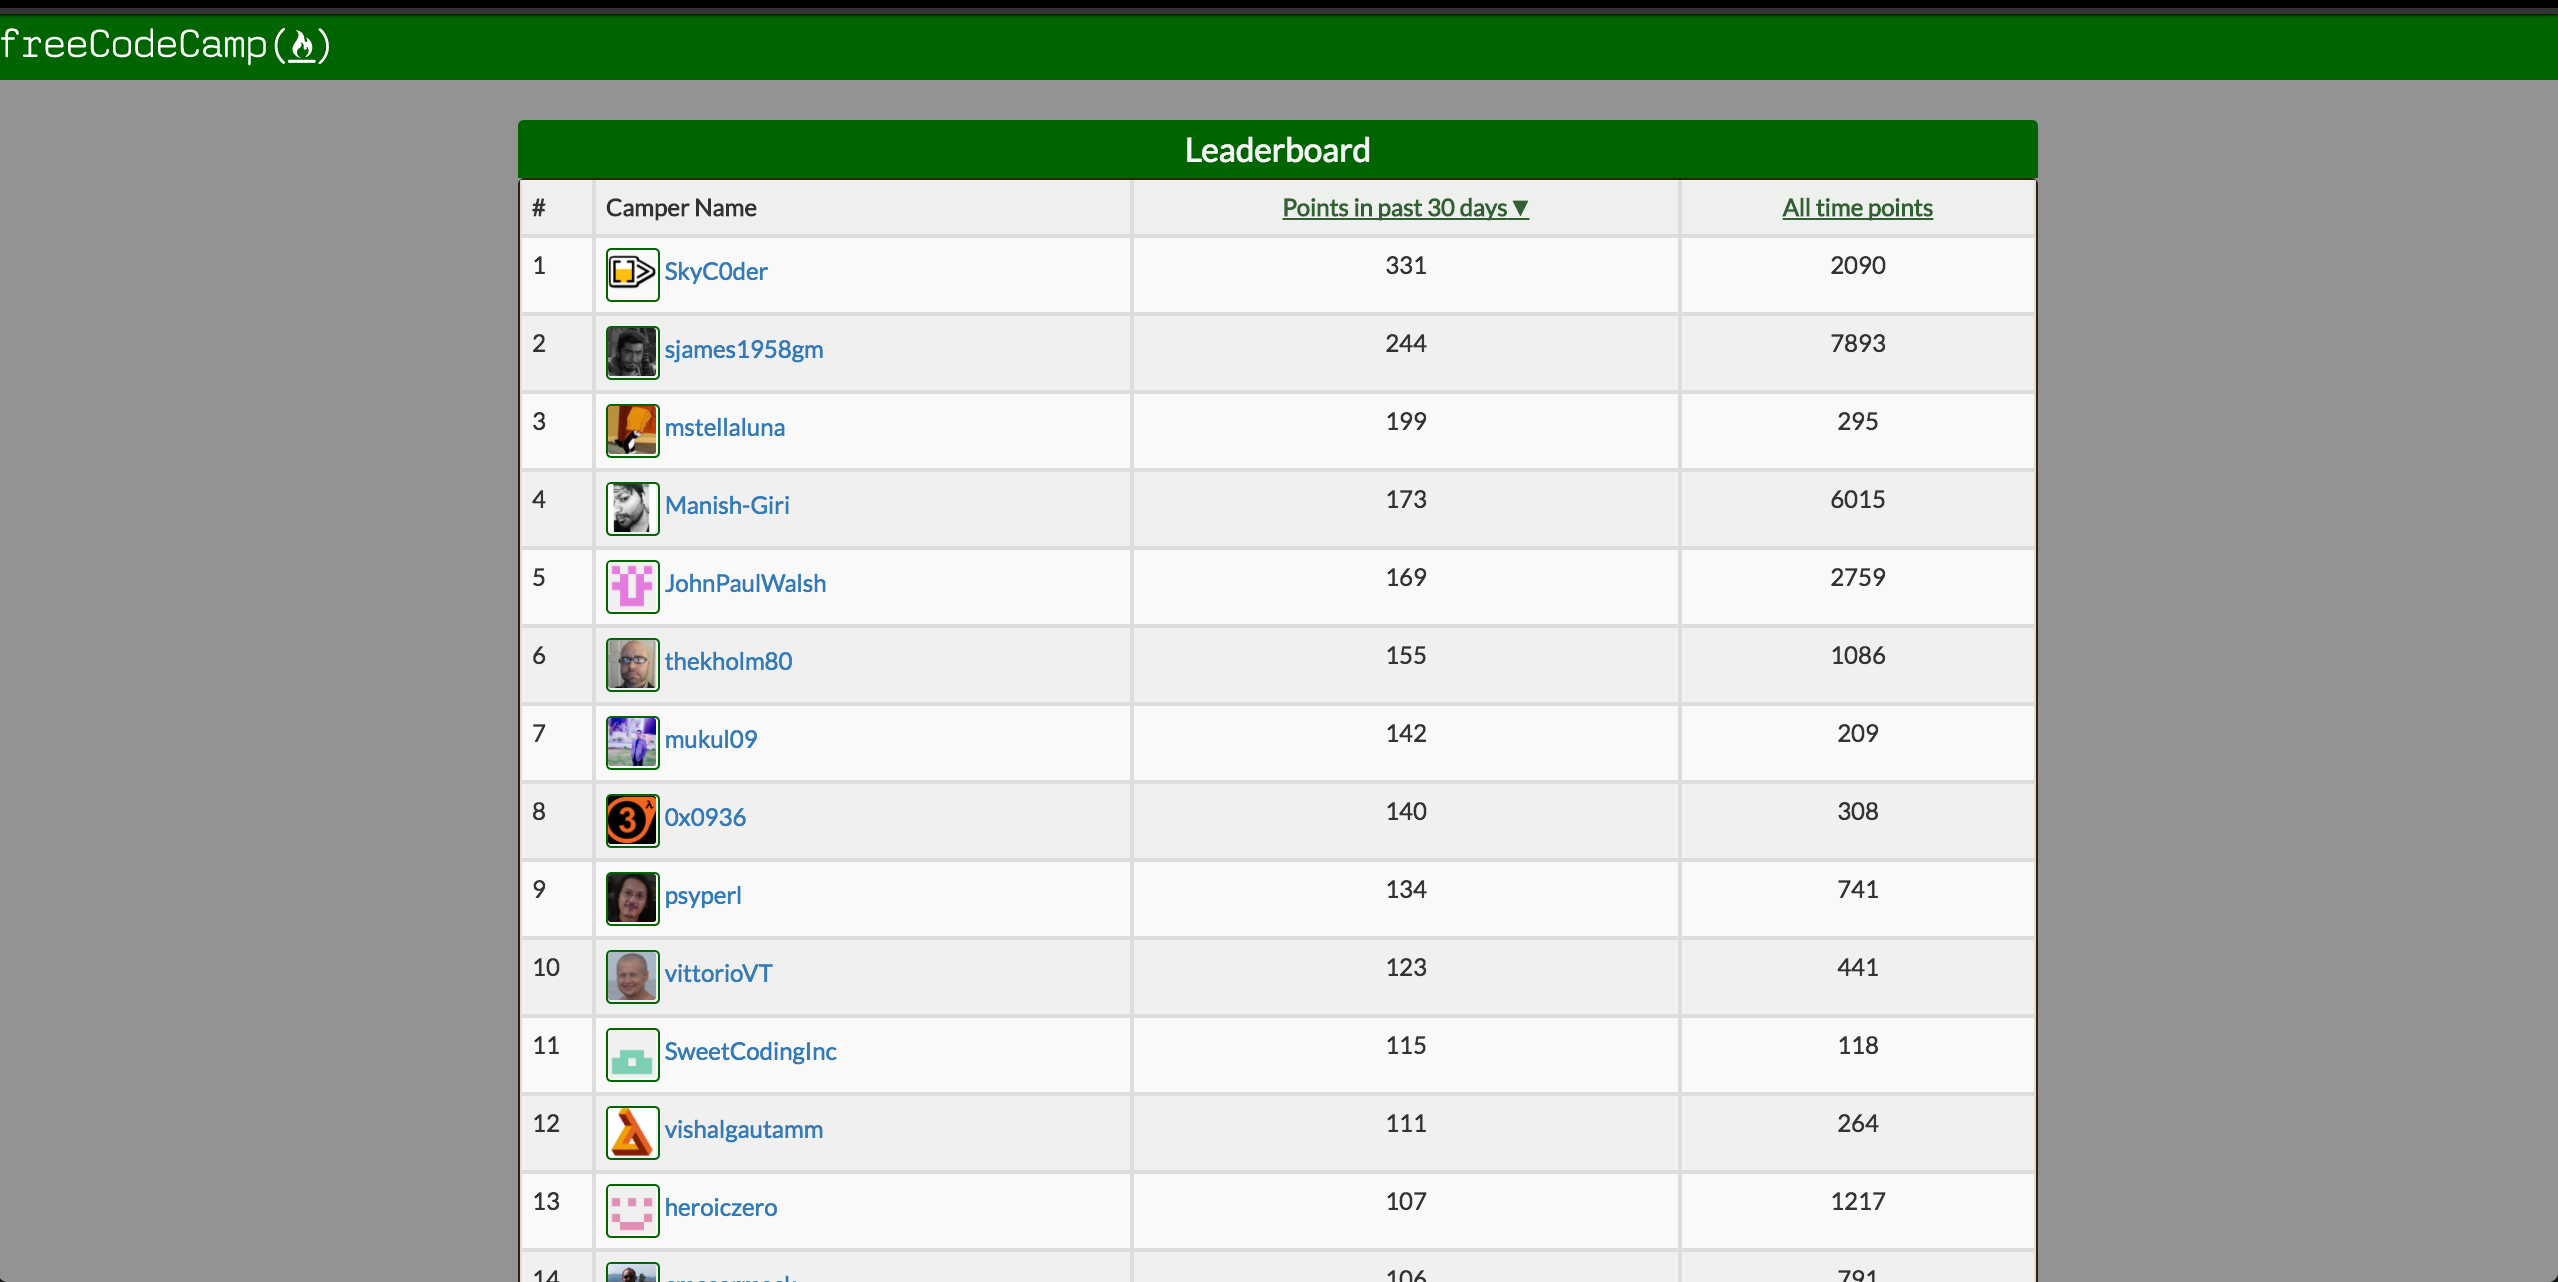 freeCodeCamp()
Leaderboard
# Camper Name Points in past 30 days ▼ All time points
1 SkyC0der 331 2090
2 sjames1958gm 244 7893
3 mstellaluna 199 295
4 Manish-Giri 173 6015
5 JohnPaulWalsh 169 2759
6 thekholm80 155 1086
7 mukul09 142 209
8 3 λ 0x0936 140 308
9 psyperl 134 741
10 vittorioVT 123 441
11 SweetCodingInc 115 118
12 vishalgautamm 111 264
13 heroiczero 107 1217
14 106 791